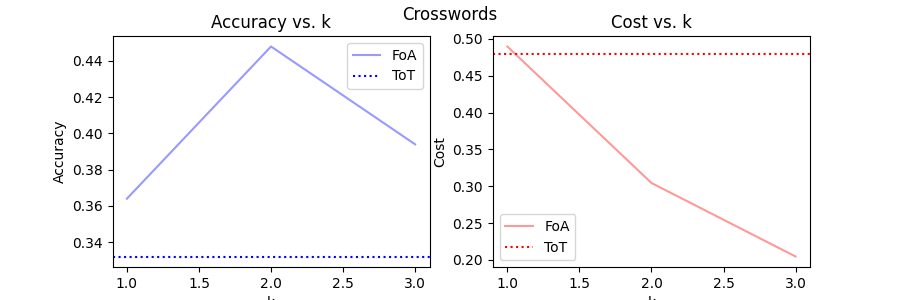 Crosswords
Accuracy vs. k
Accuracy
0.44
0.42
0.40
0.38
0.36
0.34
1.0 1.5 2.0 2.5 3.0
FoA
ToT
Cost vs. k
Cost
0.50
0.45
0.40
0.35
0.30
0.25
0.20
1.0 1.5 2.0 2.5 3.0
FoA
ToT